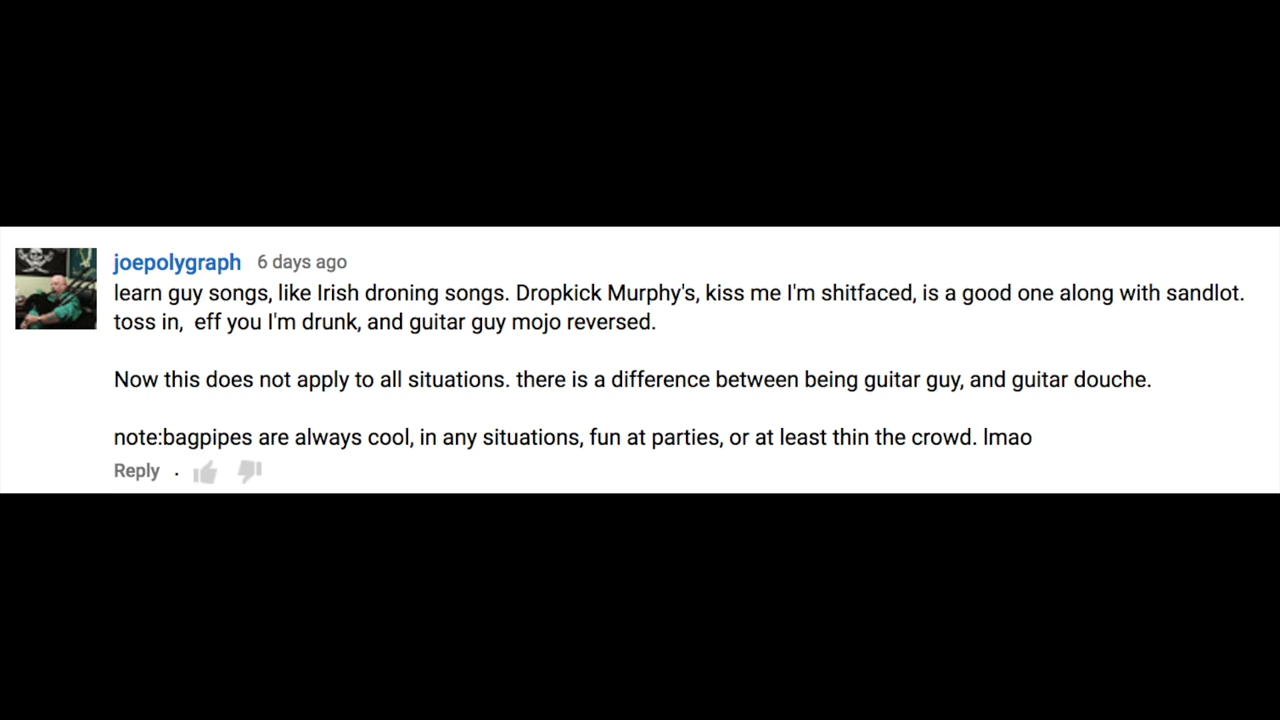 joepolygraph 6 days ago
learn guy songs, like Irish droning songs. Dropkick Murphy's, kiss me I'm shitfaced, is a good one along with sandlot.
toss in,  eff you I'm drunk, and guitar guy mojo reversed.
Now this does not apply to all situations. there is a difference between being guitar guy, and guitar douche.
note:bagpipes are always cool, in any situations, fun at parties, or at least thin the crowd. lmao
Reply .